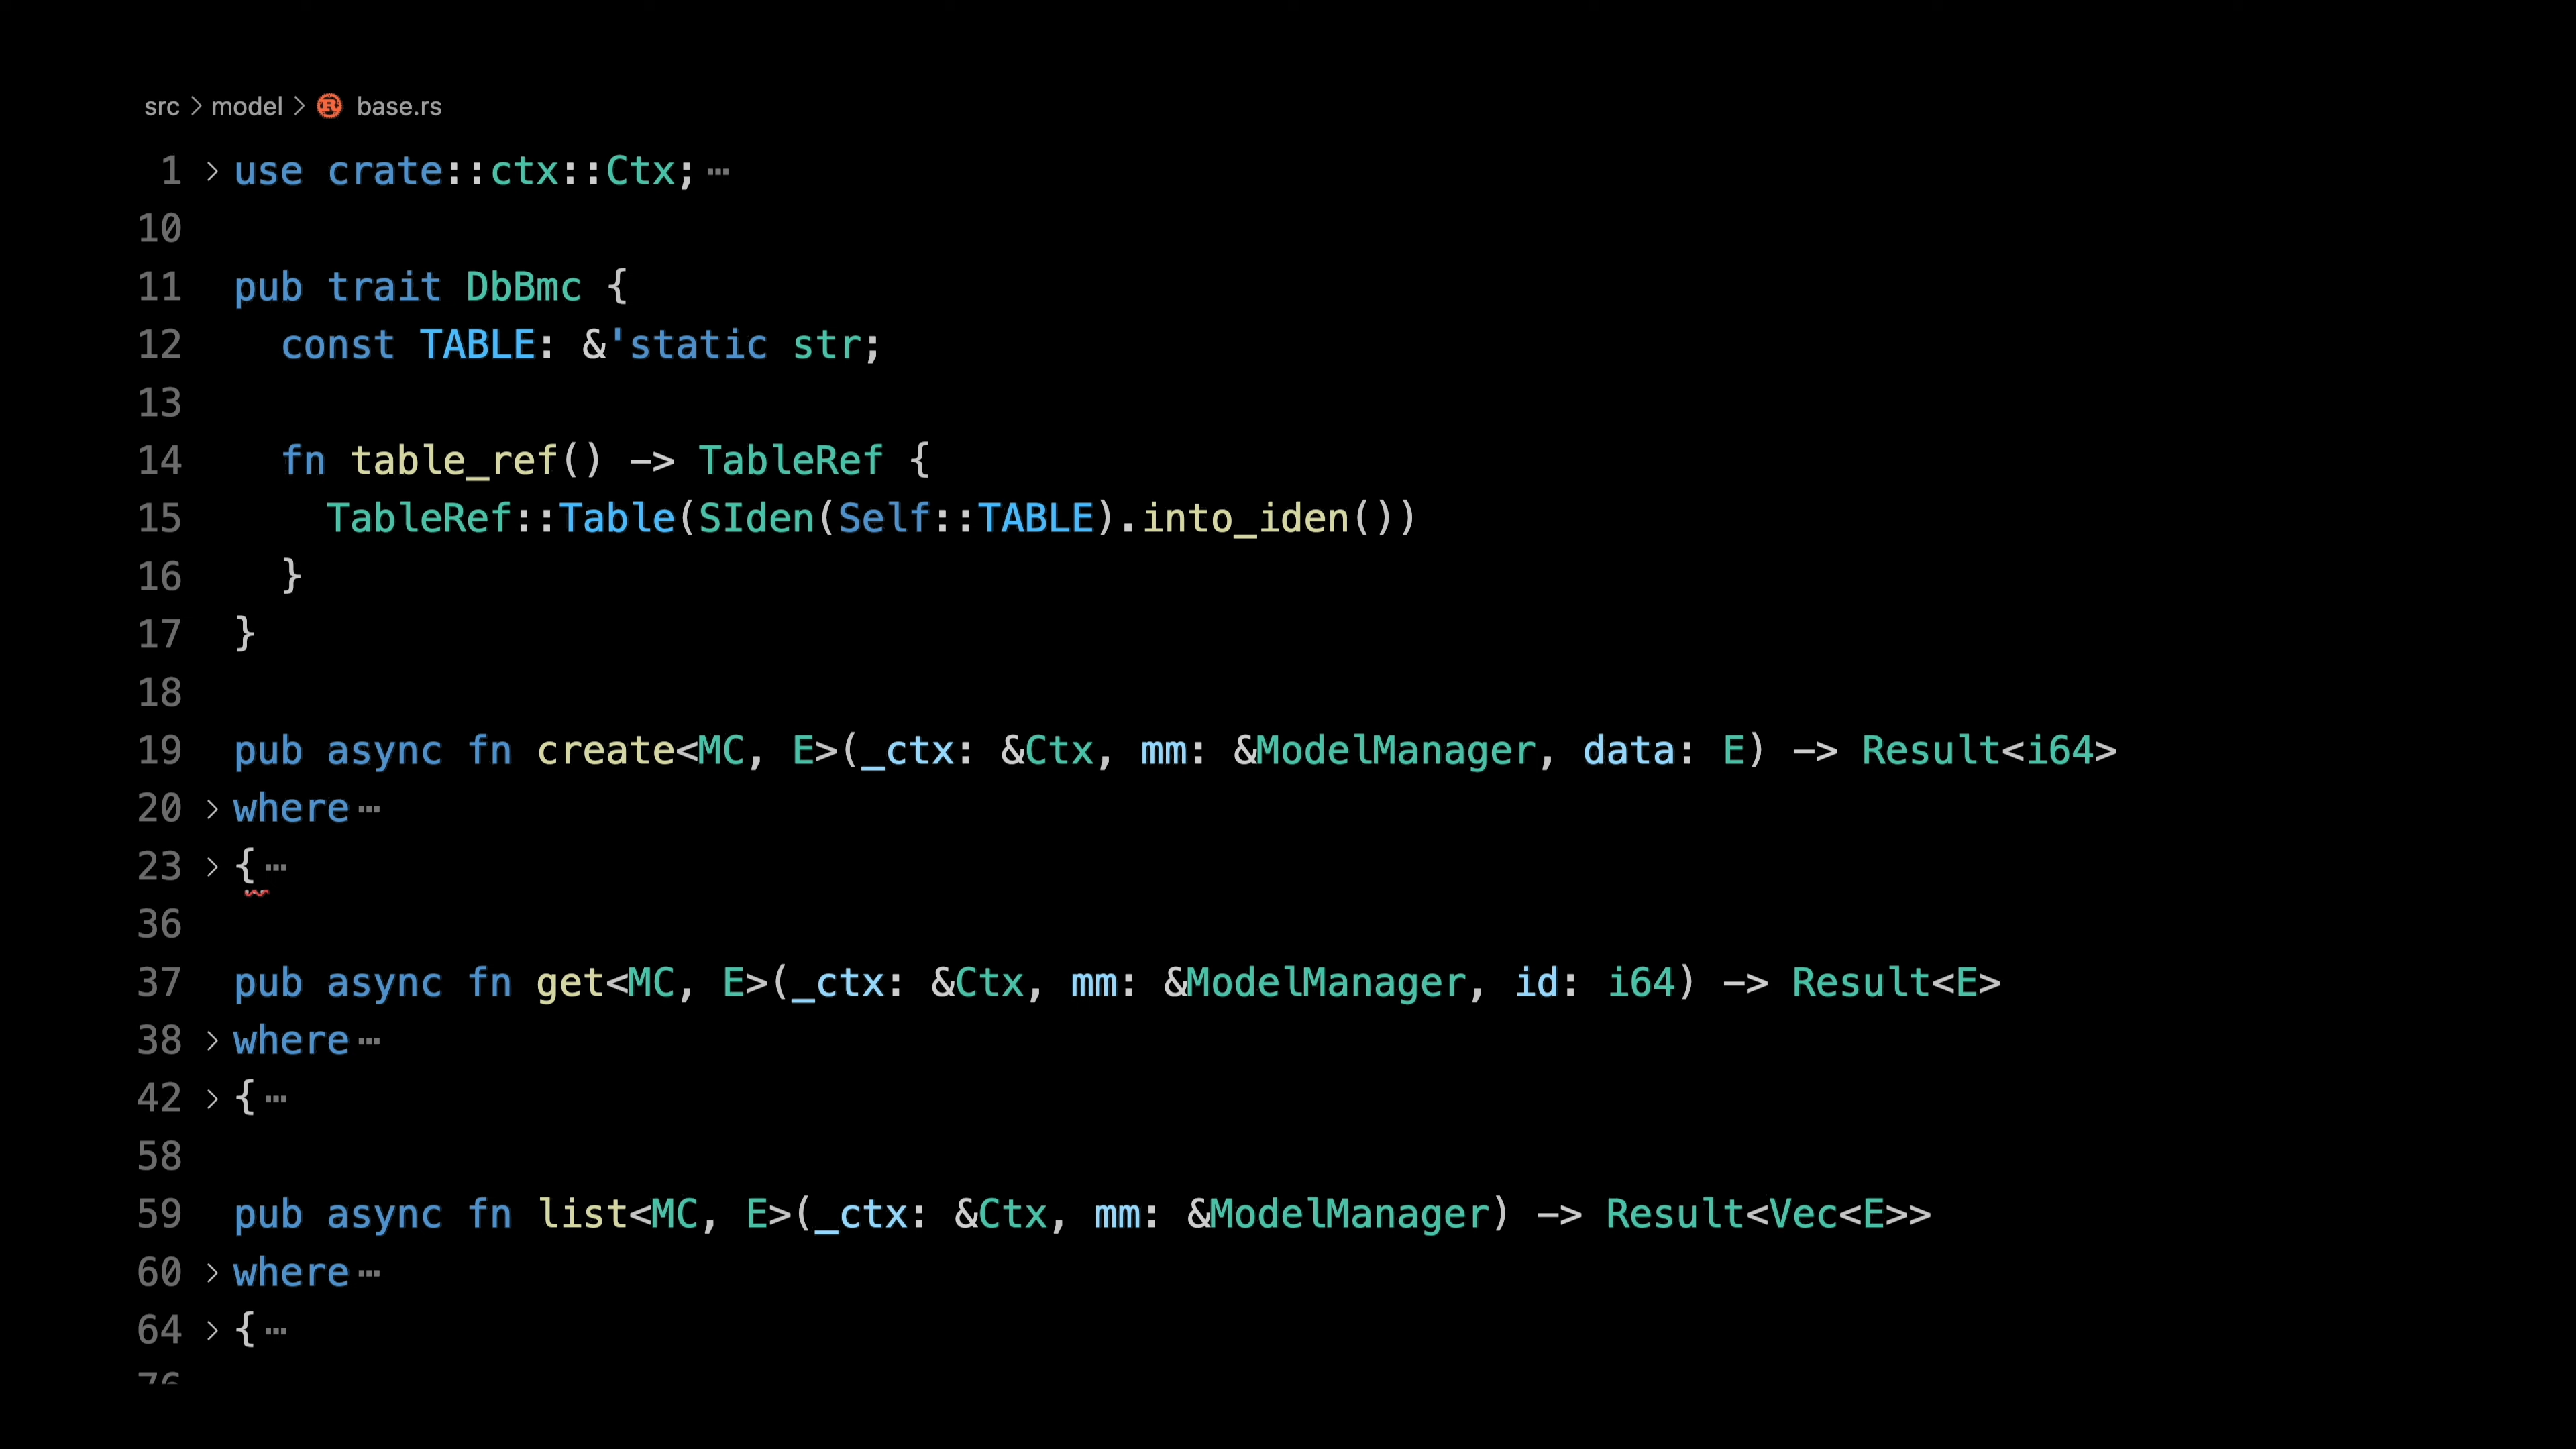 src > model > base.rs
1 > use crate::ctx::Ctx; ⋯
10
11 pub trait DbBmc {
12   const TABLE: &'static str;
13
14   fn table_ref() -> TableRef {
15     TableRef::Table(SIden(Self::TABLE).into_iden())
16   }
17 }
18
19 pub async fn create<MC, E>(_ctx: &Ctx, mm: &ModelManager, data: E) -> Result<i64>
20 > where ⋯
23 > { ⋯
36
37 pub async fn get<MC, E>(_ctx: &Ctx, mm: &ModelManager, id: i64) -> Result<E>
38 > where ⋯
42 > { ⋯
58
59 pub async fn list<MC, E>(_ctx: &Ctx, mm: &ModelManager) -> Result<Vec<E>>
60 > where ⋯
64 > { ⋯
76